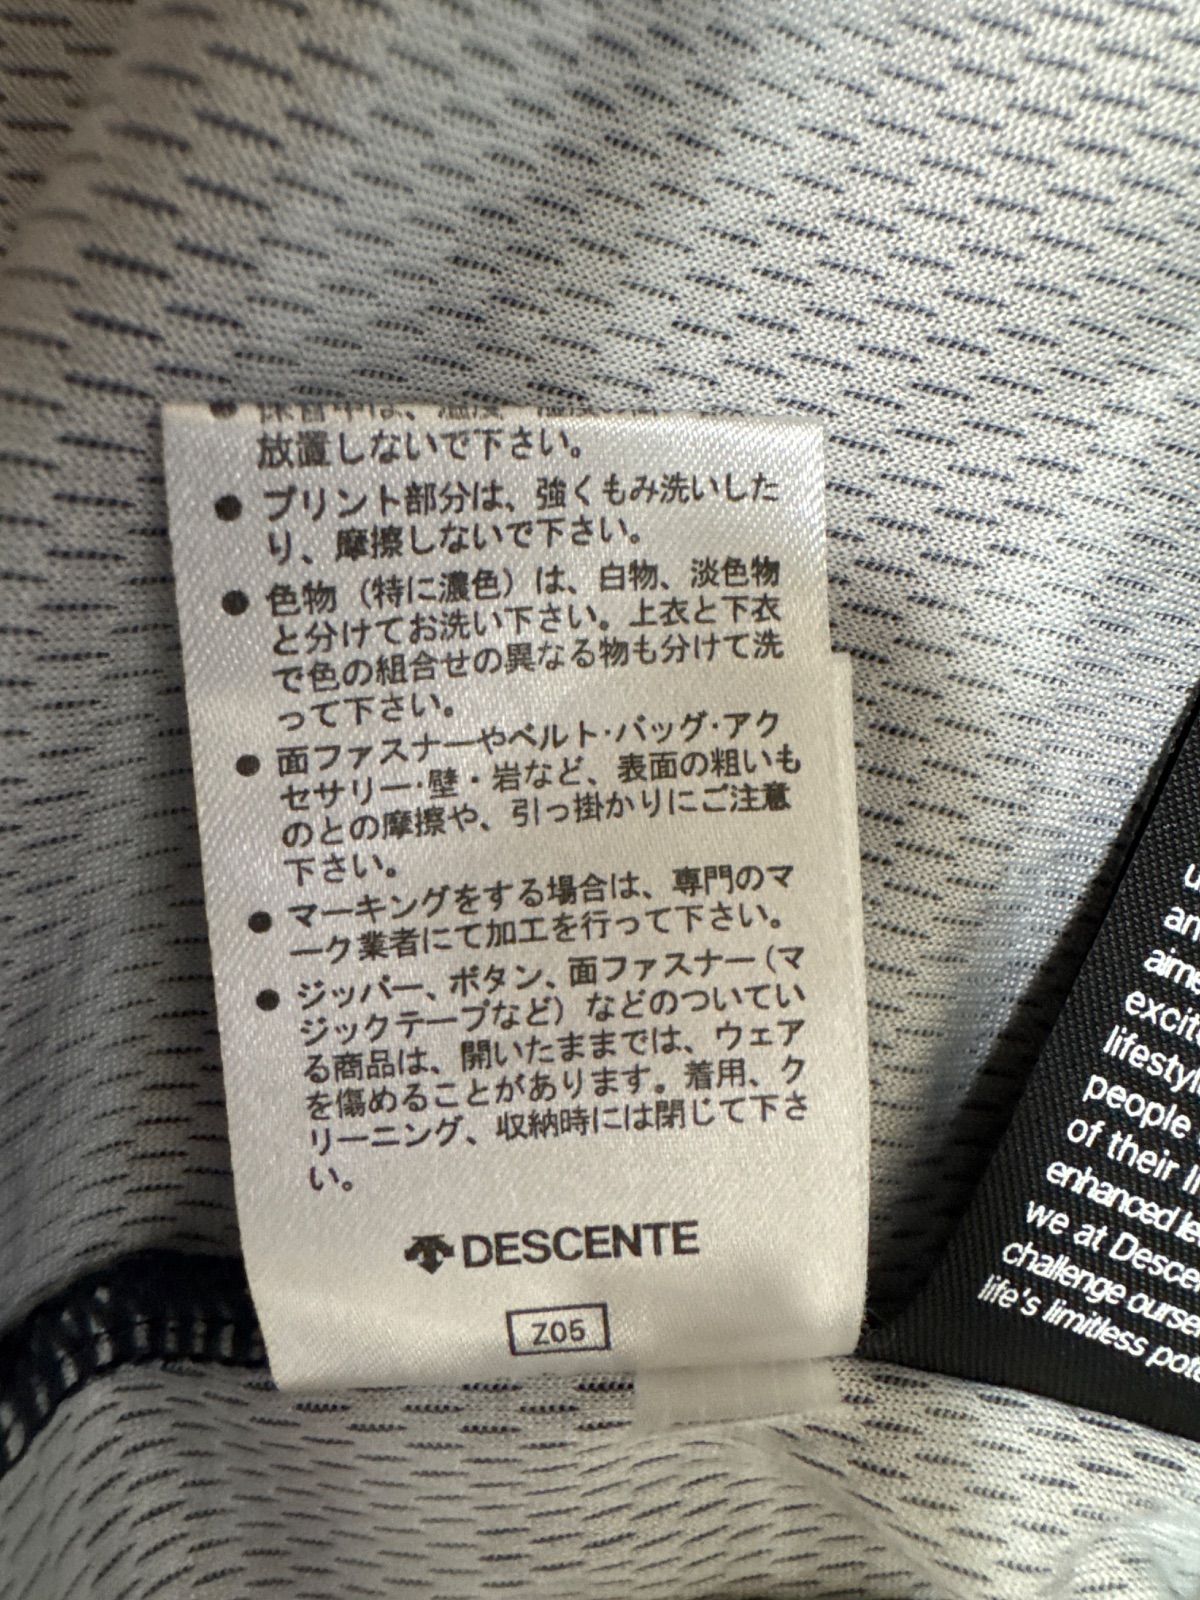 放置しないで下さい。
● プリント部分は、強くもみ洗いした
り、摩擦しないで下さい。
● 色物（特に濃色）は、白物、淡色物
と分けてお洗い下さい。上衣と下衣
で色の組合せの異なる物も分けて洗
って下さい。
● 面ファスナーやベルト・バッグ・アク
セサリー・壁・岩など、表面の粗いも
のとの摩擦や、引っ掛かりにご注意
下さい。
● マーキングをする場合は、専門のマ
ーク業者にて加工を行って下さい。
● ジッパー、ボタン、面ファスナー（マ
ジックテープなど）などのついてい
る商品は、開いたままでは、ウェア
を傷めることがあります。着用、ク
リーニング、収納時には閉じて下さ
い。
DESCENTE
Z05
people
of their
enhanced
we at
challenge
life's limitless